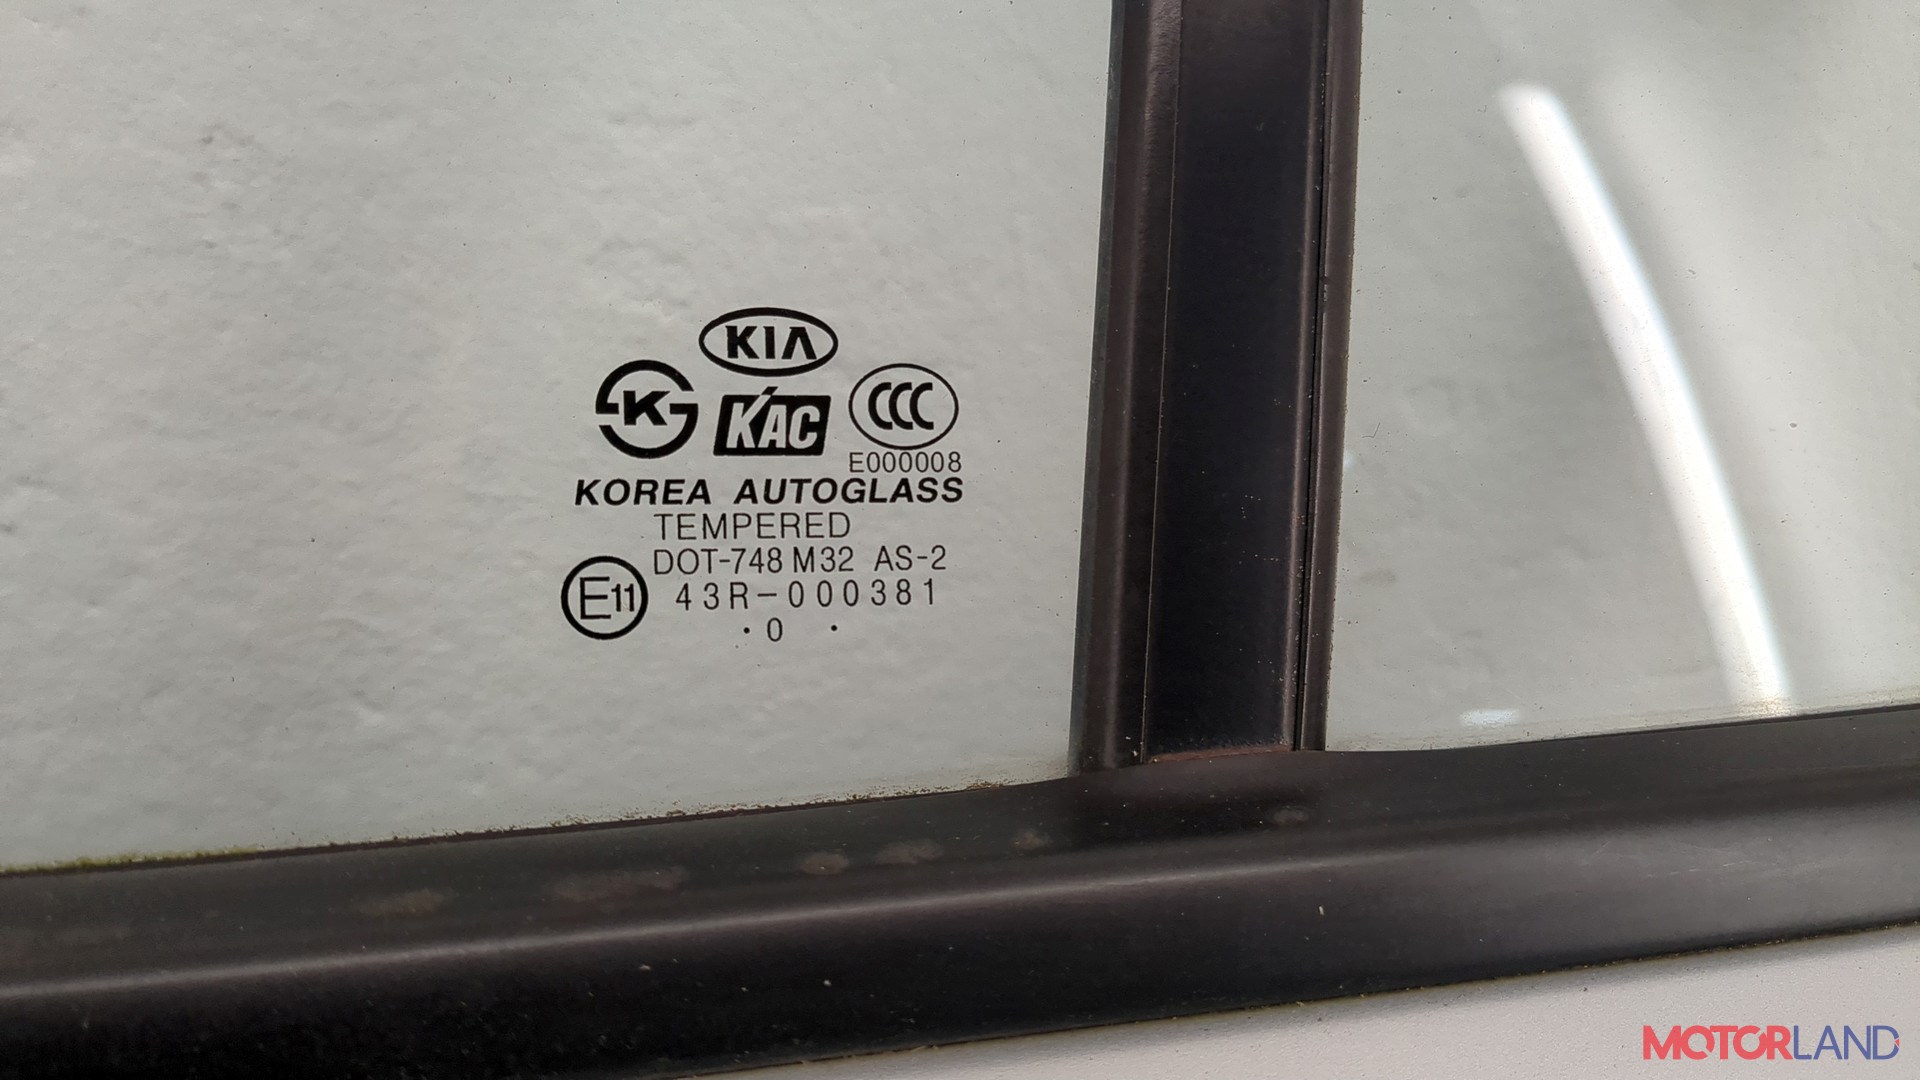 KIA
K
KAC
CCC
E000008
KOREA AUTOGLASS
TEMPERED
DOT-748 M32 AS-2
E11
43R-000381
· 0 ·
MOTORLAND